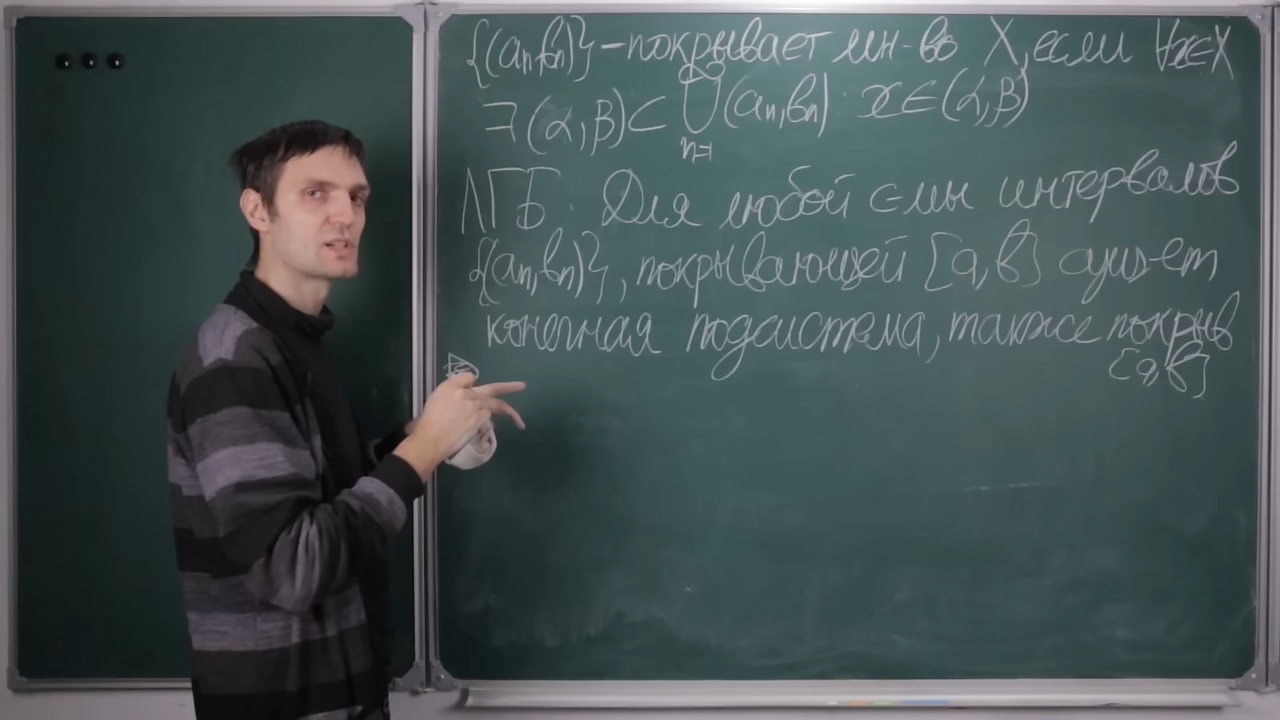 {(aₙ,bₙ)} – покрывает мн-во X, если ∀x∈X
∃ (α,β) ⊂ ⋃ₙ₌₁^∞ (aₙ,bₙ) : x∈(α,β)
ЛГБ: Для любой с-мы интервалов
{(aₙ,bₙ)}, покрывающей [a,b] сущ-ет
конечная подсистема, также покрыв
[a,b]